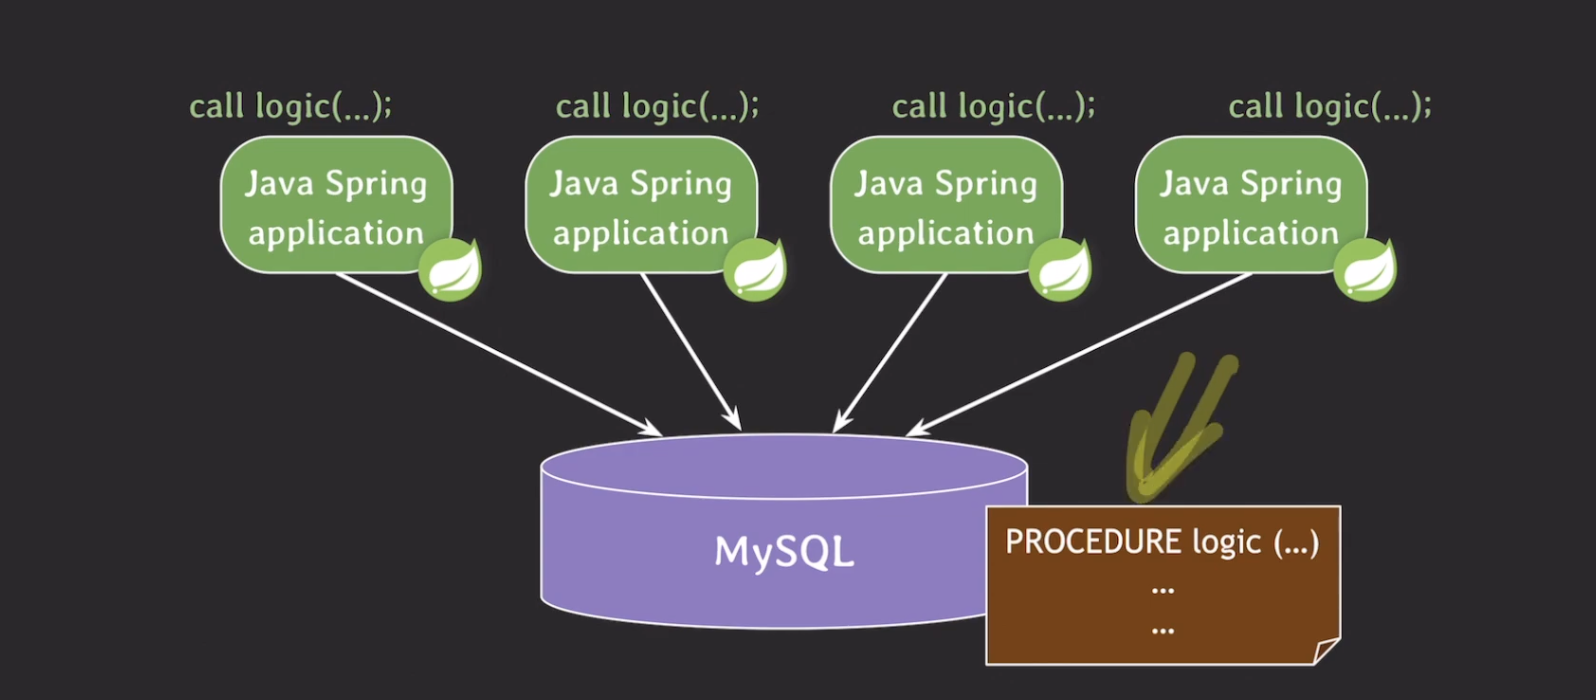 call logic(...);
call logic(...);
call logic(...);
call logic(...);
Java Spring
application
Java Spring
application
Java Spring
application
Java Spring
application
MySQL
PROCEDURE logic (...)
...
...